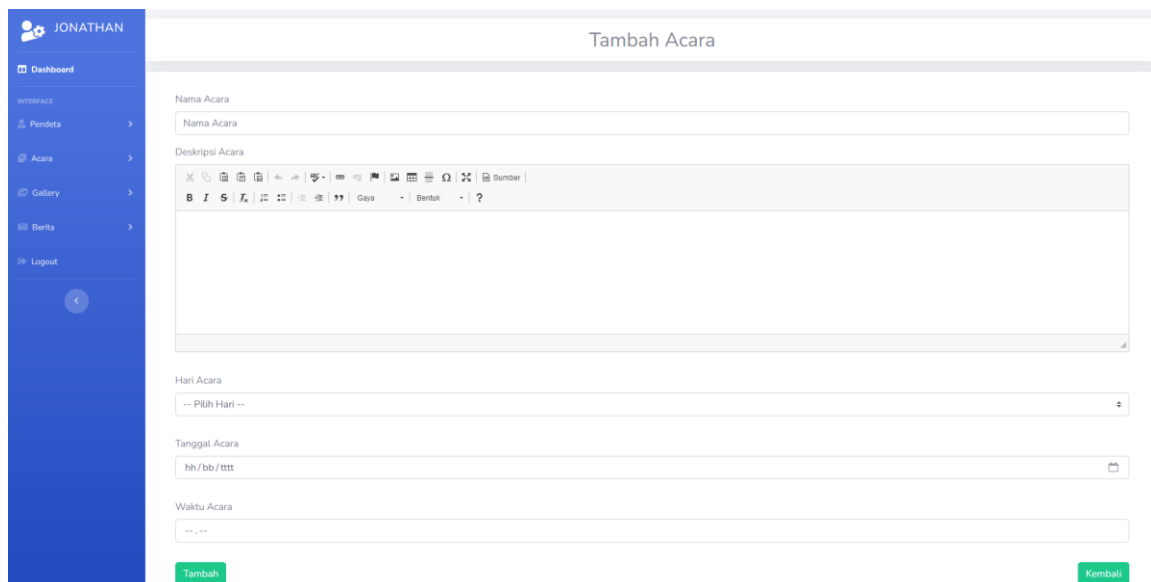 JONATHAN
Dashboard
INTERFACE
Pendeta
Acara
Gallery
Berita
Logout
Tambah Acara
Nama Acara
Nama Acara
Deskripsi Acara
Ω Sumber
B I S Ix Gaya Bentuk ?
Hari Acara
-- Pilih Hari --
Tanggal Acara
hh/bb/tttt
Waktu Acara
--.--
Tambah Kembali